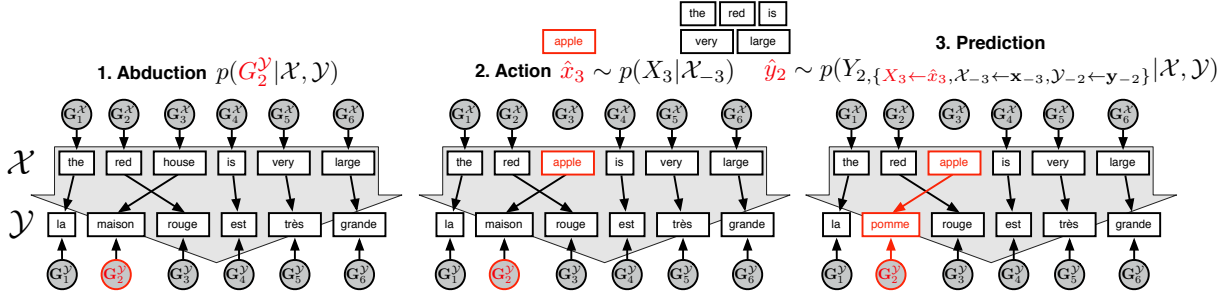 the red is
apple very large
1. Abduction p(G_2^𝒴|𝒳, 𝒴)
2. Action x̂_3 ∼ p(X_3|𝒳_{−3})
3. Prediction
ŷ_2 ∼ p(Y_{2,{X_3←x̂_3,𝒳_{−3}←x_{−3},𝒴_{−2}←y_{−2}}}|𝒳, 𝒴)
G_1^𝒳 G_2^𝒳 G_3^𝒳 G_4^𝒳 G_5^𝒳 G_6^𝒳
𝒳 the red house is very large
𝒴 la maison rouge est très grande
G_1^𝒴 G_2^𝒴 G_3^𝒴 G_4^𝒴 G_5^𝒴 G_6^𝒴
G_1^𝒳 G_2^𝒳 G_3^𝒳 G_4^𝒳 G_5^𝒳 G_6^𝒳
the red apple is very large
la maison rouge est très grande
G_1^𝒴 G_2^𝒴 G_3^𝒴 G_4^𝒴 G_5^𝒴 G_6^𝒴
G_1^𝒳 G_2^𝒳 G_3^𝒳 G_4^𝒳 G_5^𝒳 G_6^𝒳
the red apple is very large
la pomme rouge est très grande
G_1^𝒴 G_2^𝒴 G_3^𝒴 G_4^𝒴 G_5^𝒴 G_6^𝒴